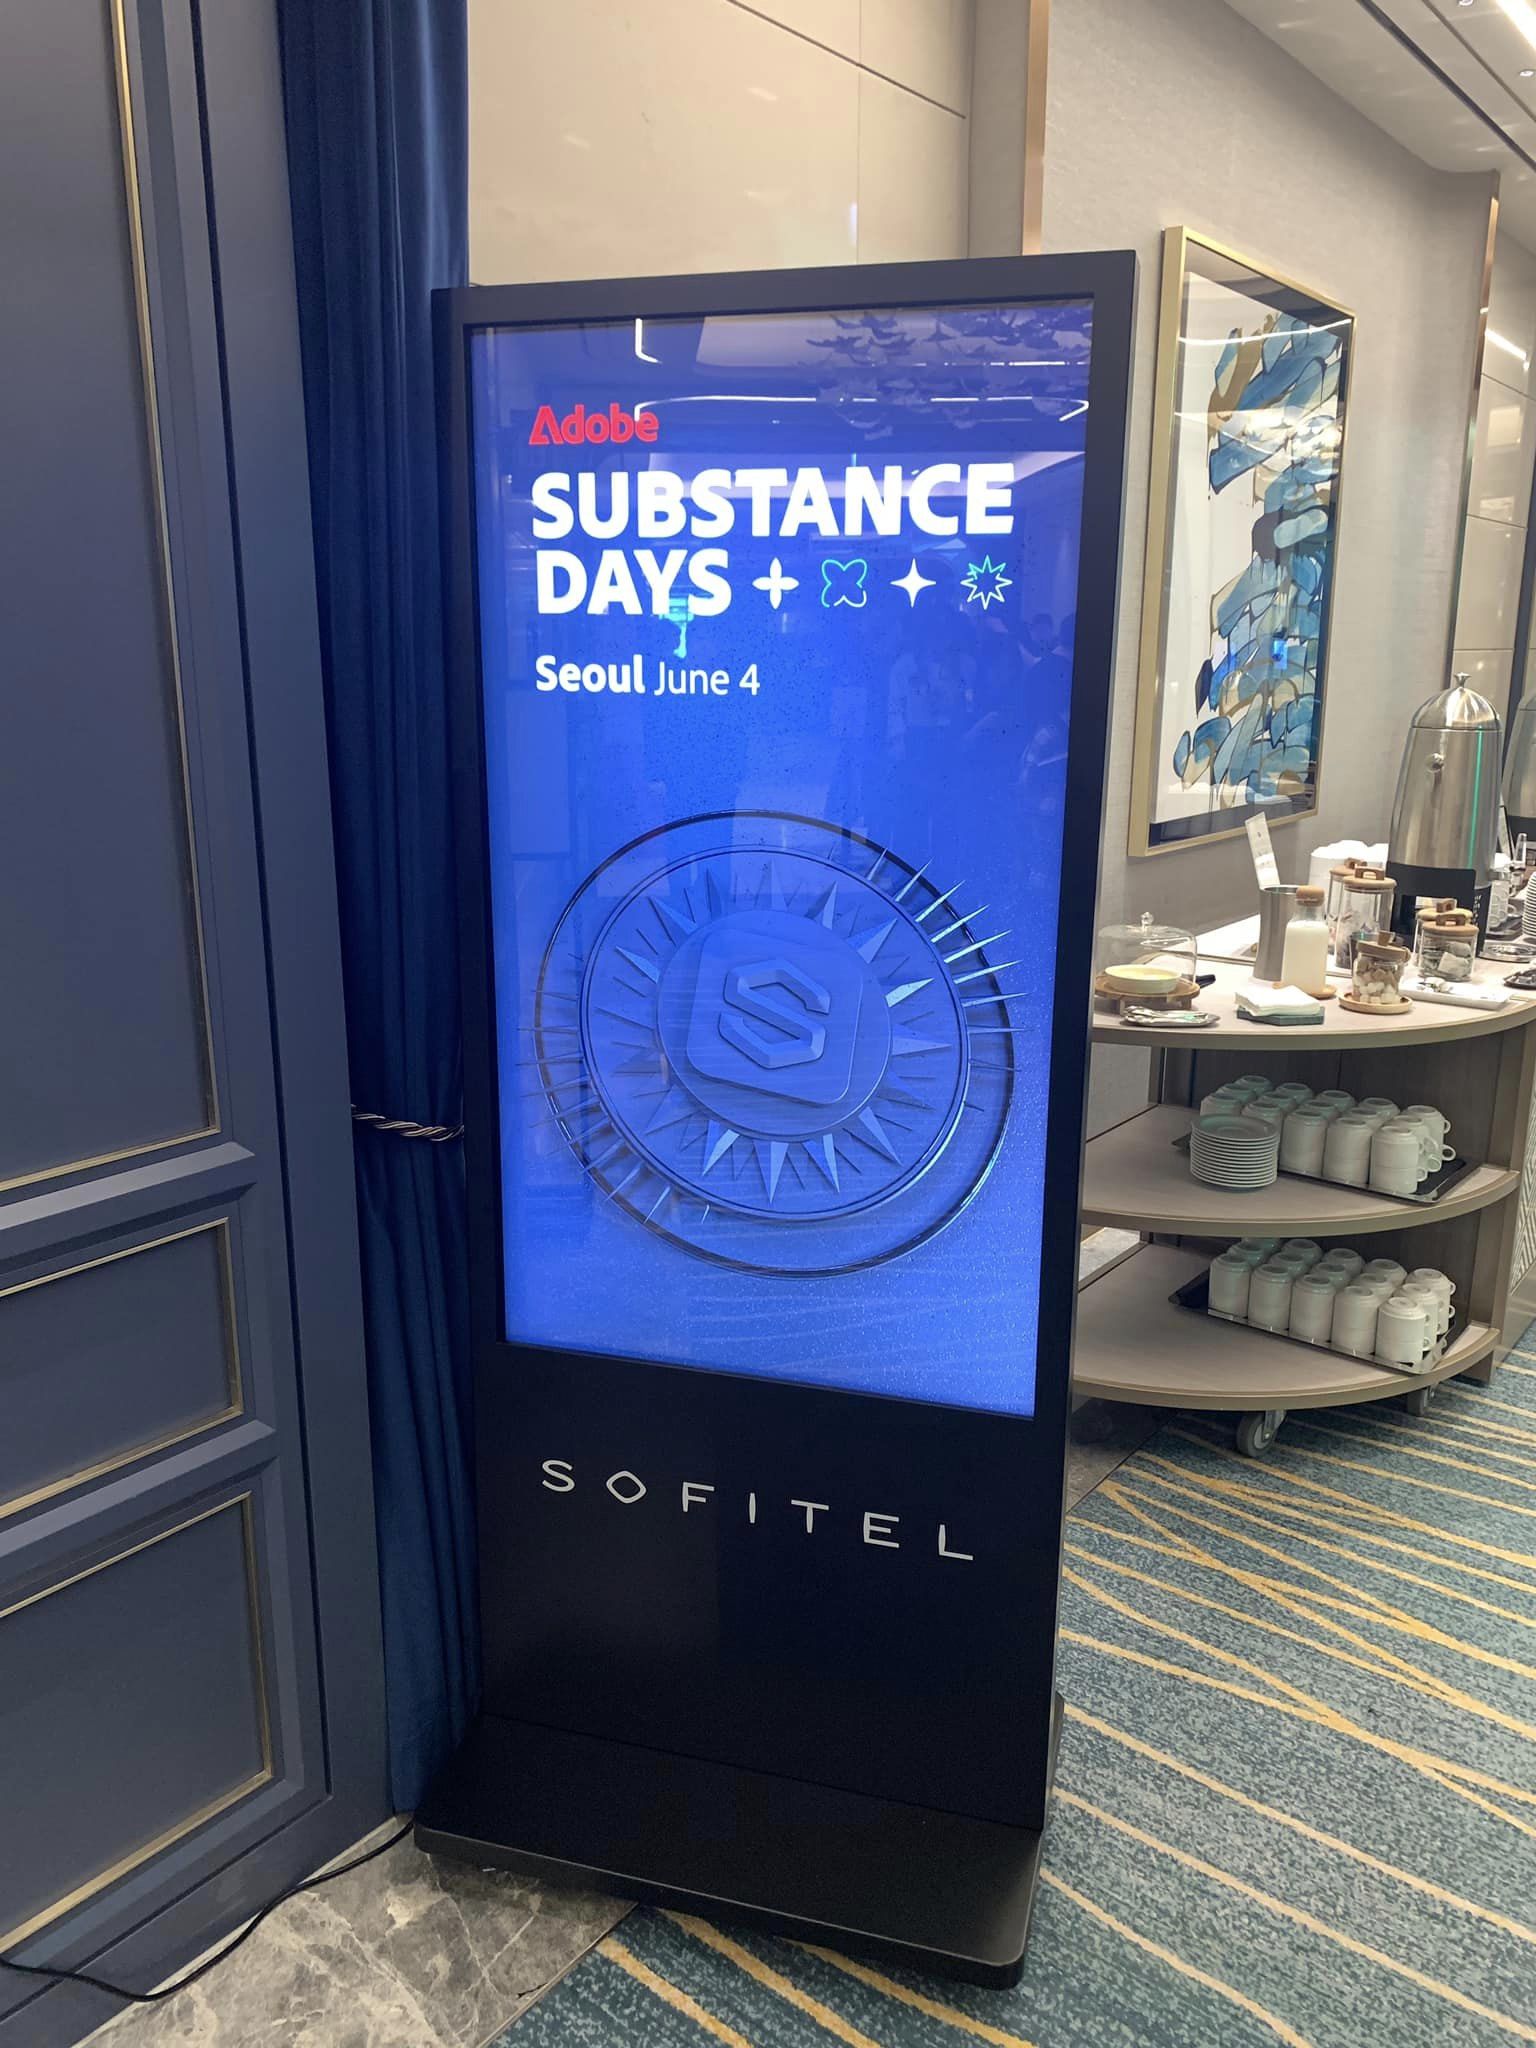 Adobe
SUBSTANCE
DAYS
Seoul June 4
S
SOFITEL